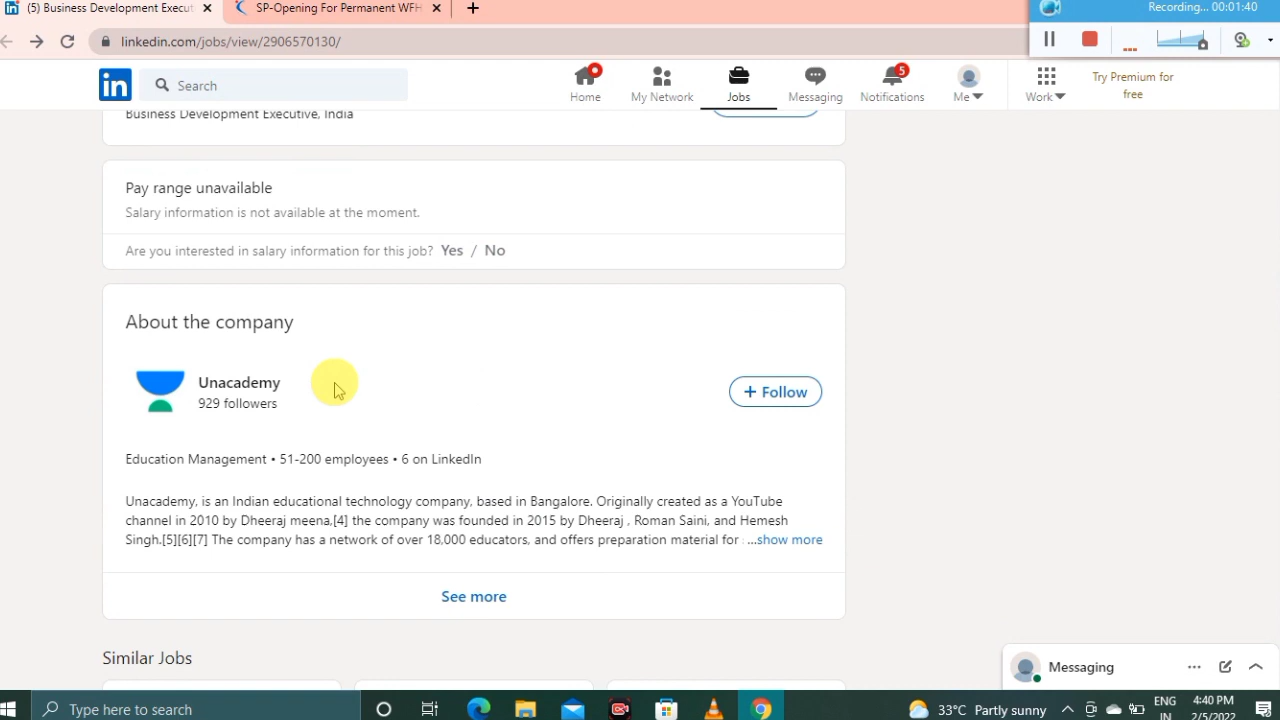 (5) Business Development Execut
SP-Opening For Permanent WFH
Recording... 00:01:40
linkedin.com/jobs/view/2906570130/
in
Search
Home
My Network
Jobs
Messaging
5
Notifications
Me
Work
Try Premium for
free
Business Development Executive, India
Pay range unavailable
Salary information is not available at the moment.
Are you interested in salary information for this job? Yes / No
About the company
Unacademy
929 followers
+ Follow
Education Management • 51-200 employees • 6 on LinkedIn
Unacademy, is an Indian educational technology company, based in Bangalore. Originally created as a YouTube
channel in 2010 by Dheeraj meena,[4] the company was founded in 2015 by Dheeraj , Roman Saini, and Hemesh
Singh.[5][6][7] The company has a network of over 18,000 educators, and offers preparation material for ...show more
See more
Similar Jobs
Messaging
Type here to search
33°C Partly sunny
ENG
IN
4:40 PM
2/5/2022